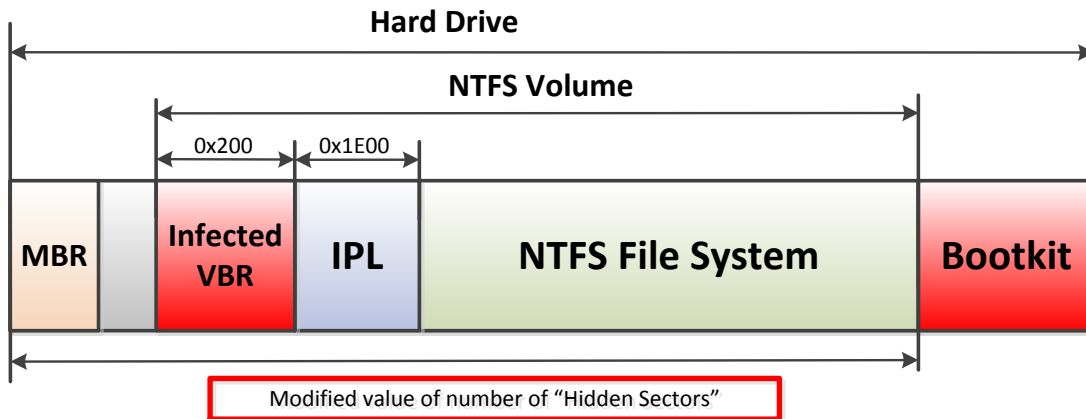 Hard Drive
NTFS Volume
0x200
0x1E00
MBR
Infected
VBR
IPL
NTFS File System
Bootkit
Modified value of number of “Hidden Sectors”